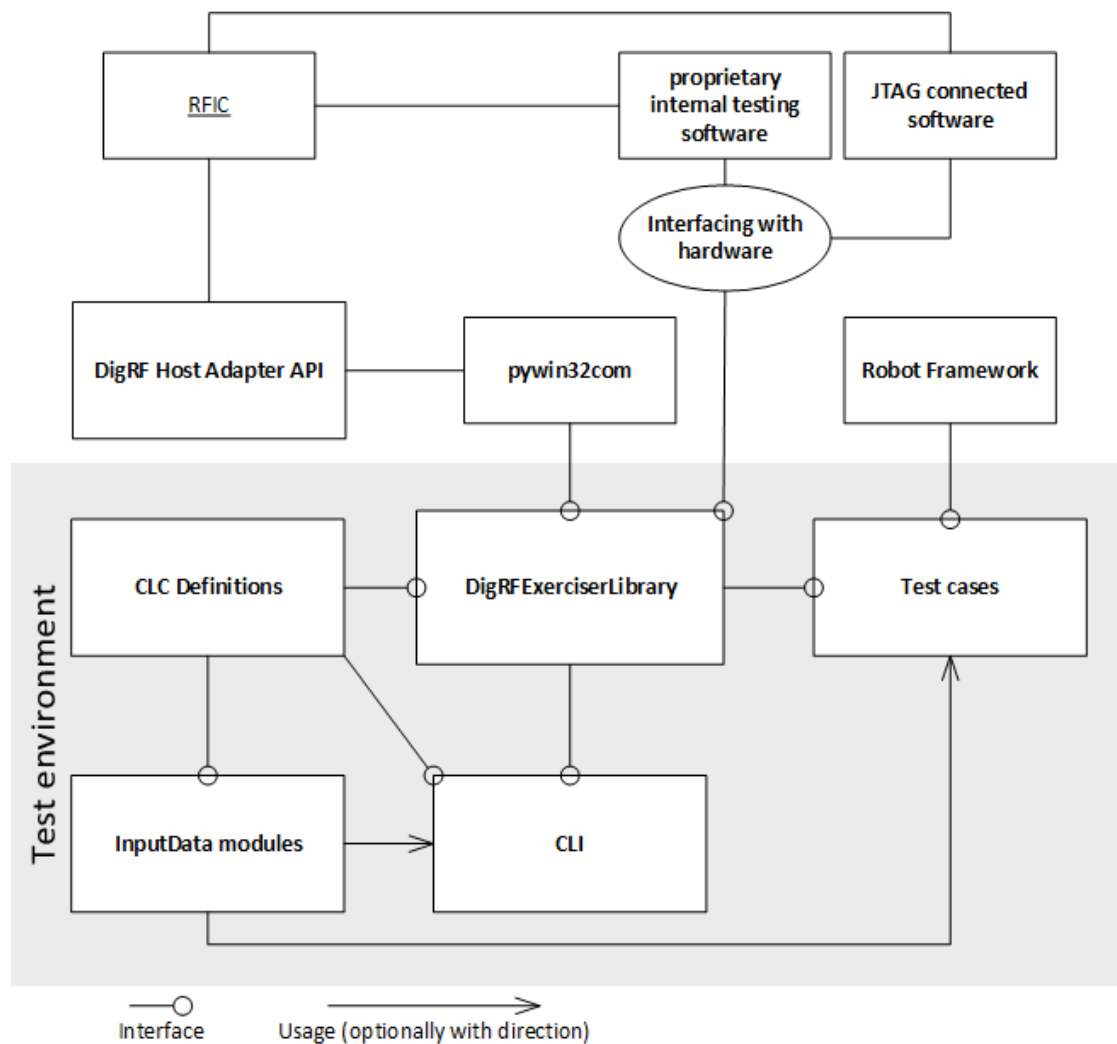 RFIC
proprietary
internal testing
software
JTAG connected
software
Interfacing with
hardware
DigRF Host Adapter API
pywin32com
Robot Framework
Test environment
CLC Definitions
DigRFExerciserLibrary
Test cases
InputData modules
CLI
Interface
Usage (optionally with direction)